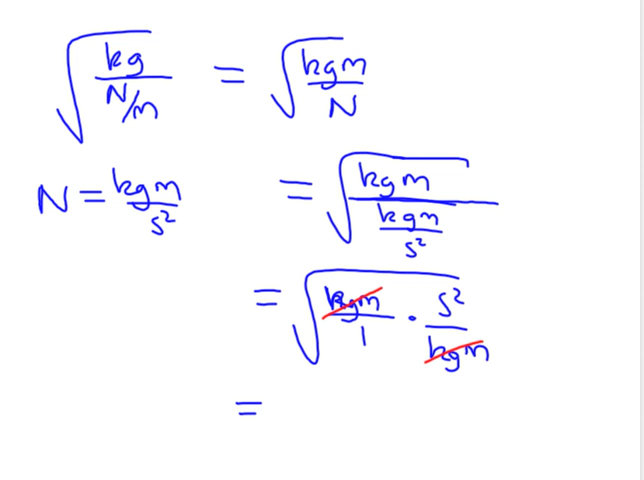 √(kg/(N/m)) = √(kgm/N)
N = kgm/s² = √(kgm/(kgm/s²))
= √(kgm/1 · s²/kgm)
=